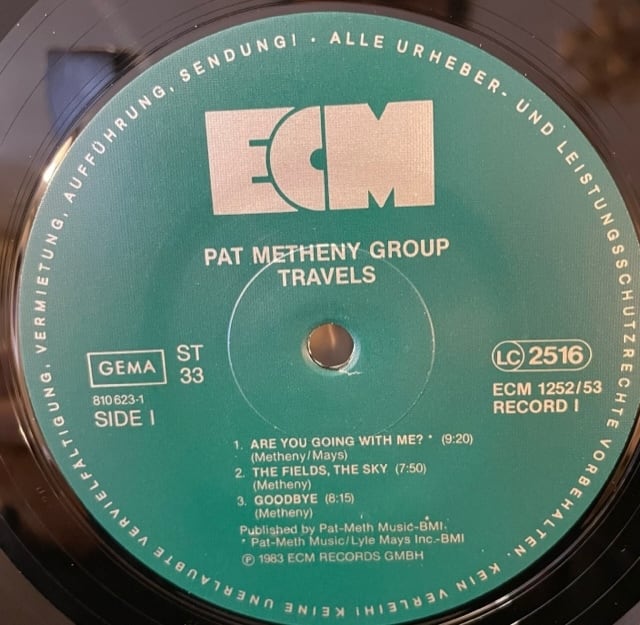 ALLE URHEBER- UND LEISTUNGSSCHUTZRECHTE VORBEHALTEN. KEIN VERLEIH! KEINE UNERLAUBTE VERVIELFÄLTIGUNG, VERMIETUNG, AUFFÜHRUNG, SENDUNG! ·
ECM
PAT METHENY GROUP
TRAVELS
GEMA
ST
33
810 623-1
SIDE I
LC 2516
ECM 1252/53
RECORD I
1. ARE YOU GOING WITH ME? * (9:20)
(Metheny/Mays)
2. THE FIELDS, THE SKY (7:50)
(Metheny)
3. GOODBYE (8:15)
(Metheny)
Published by Pat-Meth Music-BMI·
* Pat-Meth Music/Lyle Mays Inc.-BMI
℗ 1983 ECM RECORDS GMBH